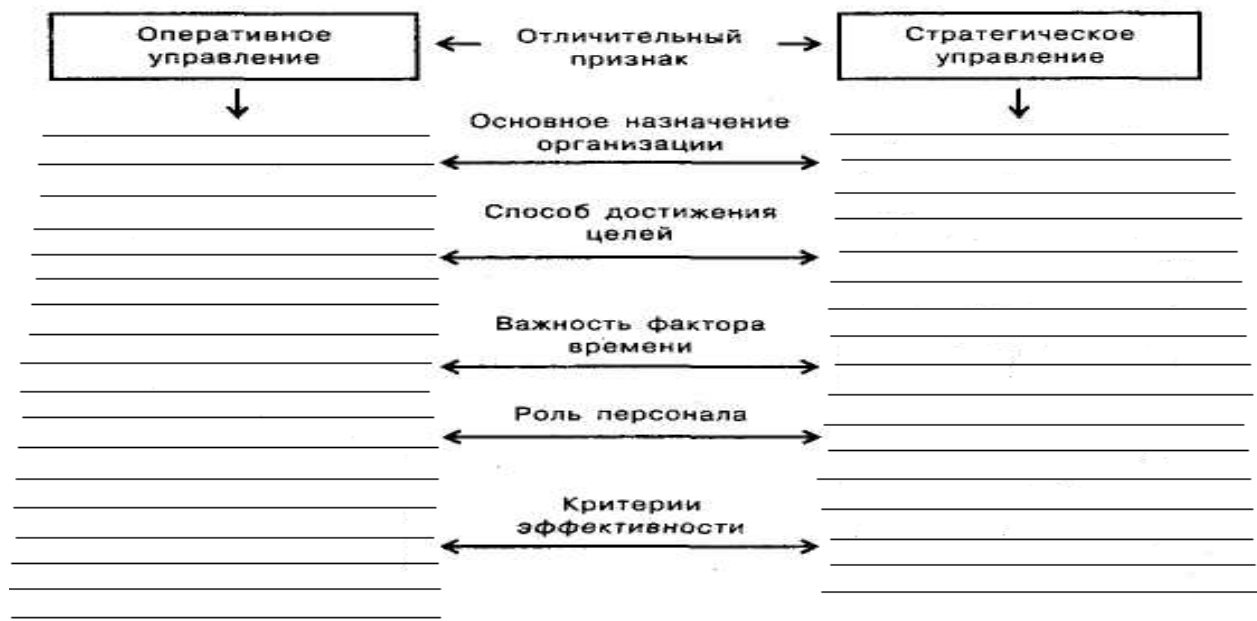 Оперативное
управление
Отличительный
признак
Стратегическое
управление
Основное назначение
организации
Способ достижения
целей
Важность фактора
времени
Роль персонала
Критерии
эффективности